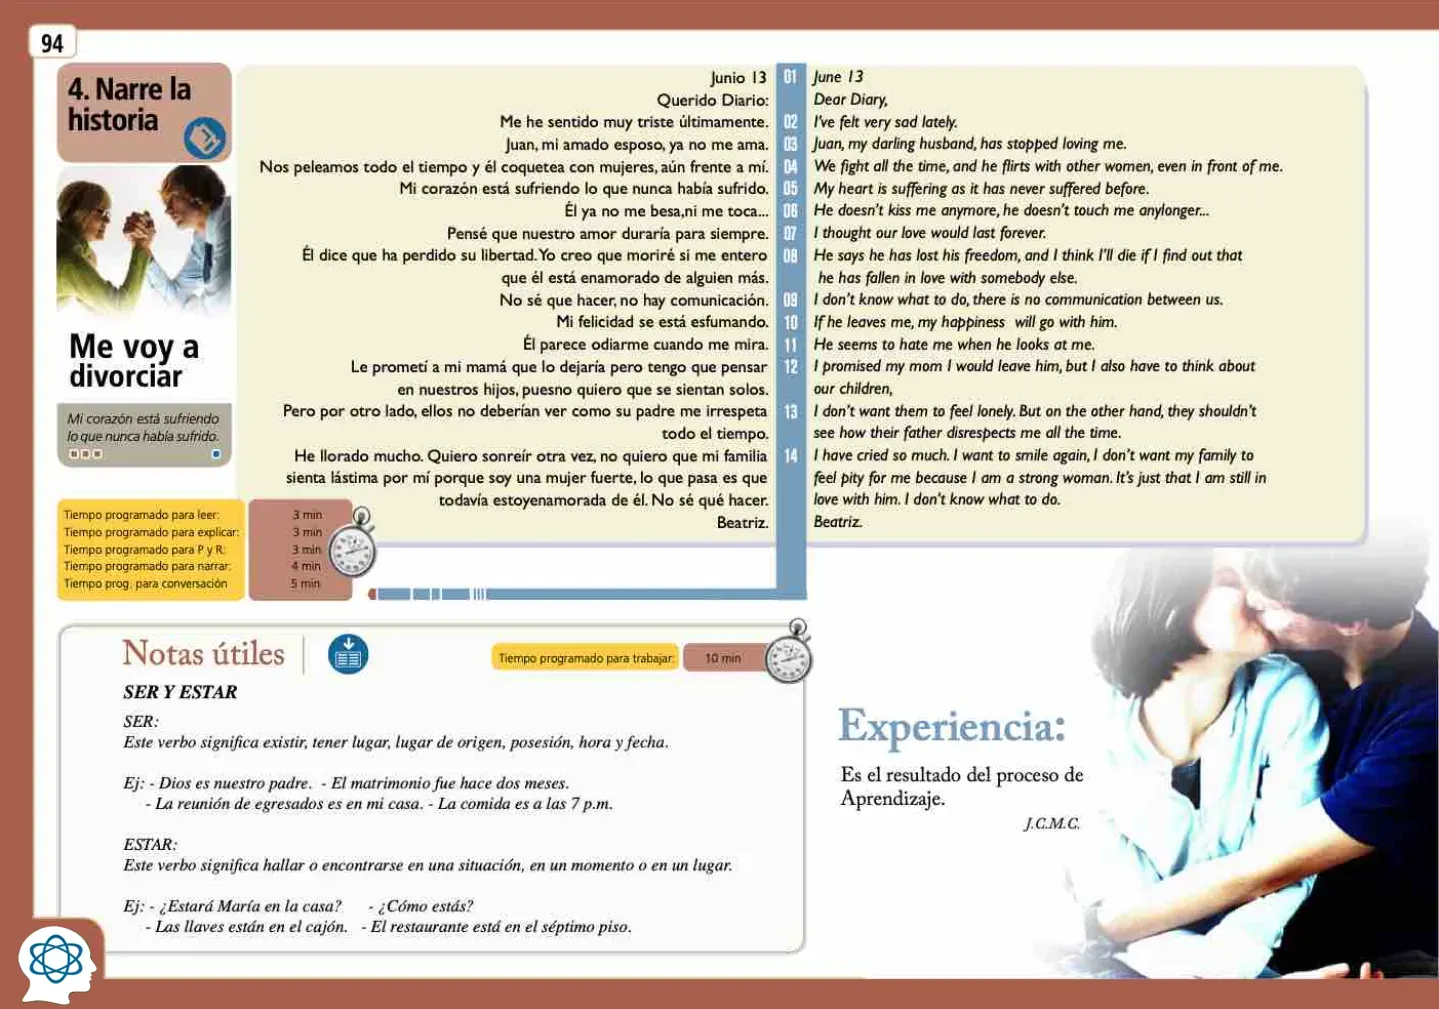 94
4. Narre la
historia
Me voy a
divorciar
Mi corazón está sufriendo
lo que nunca había sufrido.
Junio 13
Querido Diario:
Me he sentido muy triste últimamente.
Juan, mi amado esposo, ya no me ama.
Nos peleamos todo el tiempo y él coquetea con mujeres, aún frente a mí.
Mi corazón está sufriendo lo que nunca había sufrido.
Él ya no me besa,ni me toca...
Pensé que nuestro amor duraría para siempre.
Él dice que ha perdido su libertad. Yo creo que moriré si me entero
que él está enamorado de alguien más.
No sé que hacer, no hay comunicación.
Mi felicidad se está esfumando.
Él parece odiarme cuando me mira.
Le prometí a mi mamá que lo dejaría pero tengo que pensar
en nuestros hijos, puesno quiero que se sientan solos.
Pero por otro lado, ellos no deberían ver como su padre me irrespeta
todo el tiempo.
He llorado mucho. Quiero sonreír otra vez, no quiero que mi familia
sienta lástima por mí porque soy una mujer fuerte, lo que pasa es que
todavía estoyenamorada de él. No sé qué hacer.
Beatriz.
01
02
03
04
05
06
07
08
09
10
11
12
13
14
June 13
Dear Diary,
I've felt very sad lately.
Juan, my darling husband, has stopped loving me.
We fight all the time, and he flirts with other women, even in front of me.
My heart is suffering as it has never suffered before.
He doesn't kiss me anymore, he doesn't touch me anylonger...
I thought our love would last forever.
He says he has lost his freedom, and I think I'll die if I find out that
he has fallen in love with somebody else.
I don't know what to do, there is no communication between us.
If he leaves me, my happiness will go with him.
He seems to hate me when he looks at me.
I promised my mom I would leave him, but I also have to think about
our children,
I don't want them to feel lonely. But on the other hand, they shouldn't
see how their father disrespects me all the time.
I have cried so much. I want to smile again, I don't want my family to
feel pity for me because I am a strong woman. It's just that I am still in
love with him. I don't know what to do.
Beatriz.
Tiempo programado para leer: 3 min
Tiempo programado para explicar: 3 min
Tiempo programado para P y R: 3 min
Tiempo programado para narrar: 4 min
Tiempo prog. para conversación 5 min
Notas útiles
Tiempo programado para trabajar: 10 min
SER Y ESTAR
SER:
Este verbo significa existir, tener lugar, lugar de origen, posesión, hora y fecha.
Ej: - Dios es nuestro padre. - El matrimonio fue hace dos meses.
- La reunión de egresados es en mi casa. - La comida es a las 7 p.m.
ESTAR:
Este verbo significa hallar o encontrarse en una situación, en un momento o en un lugar.
Ej: - ¿Estará María en la casa? - ¿Cómo estás?
- Las llaves están en el cajón. - El restaurante está en el séptimo piso.
Experiencia:
Es el resultado del proceso de
Aprendizaje.
J.C.M.C.